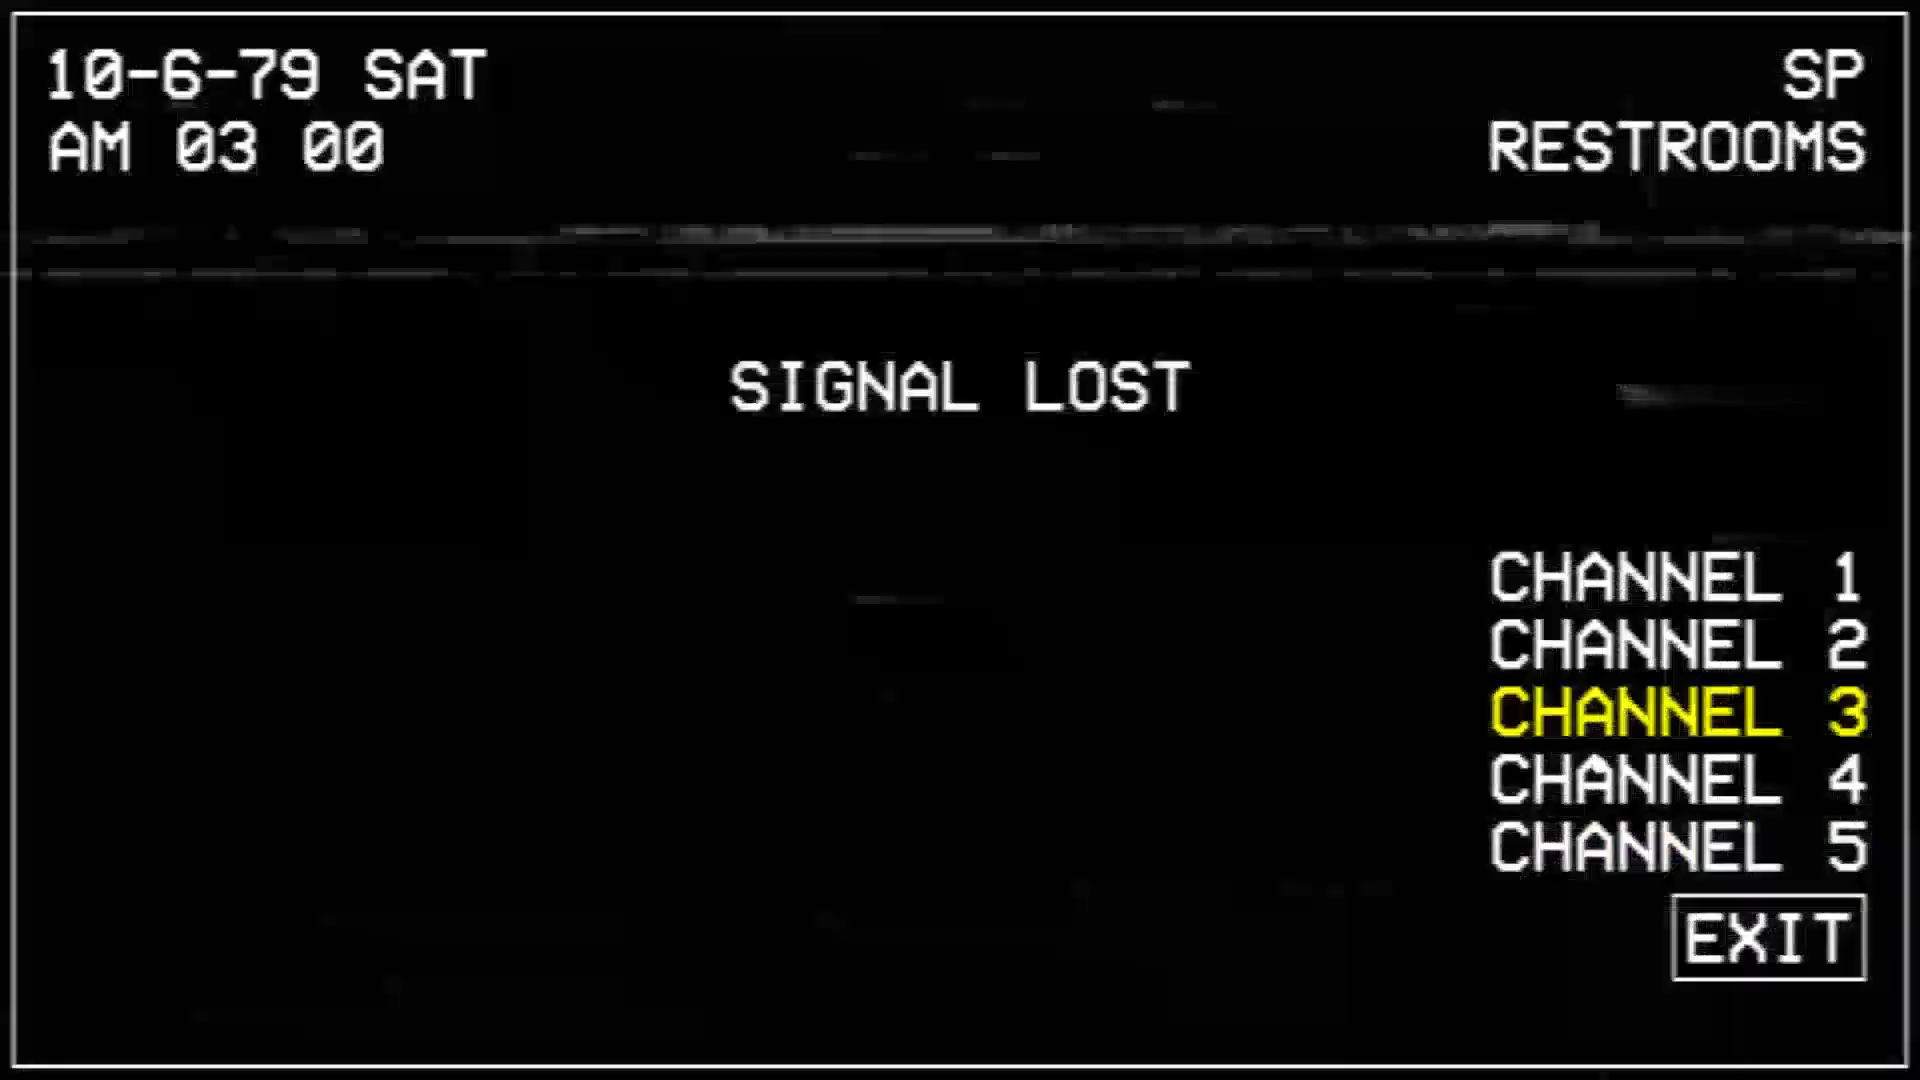 10-6-79 SAT
AM 03 00
SP
RESTROOMS
SIGNAL LOST
CHANNEL 1
CHANNEL 2
CHANNEL 3
CHANNEL 4
CHANNEL 5
EXIT